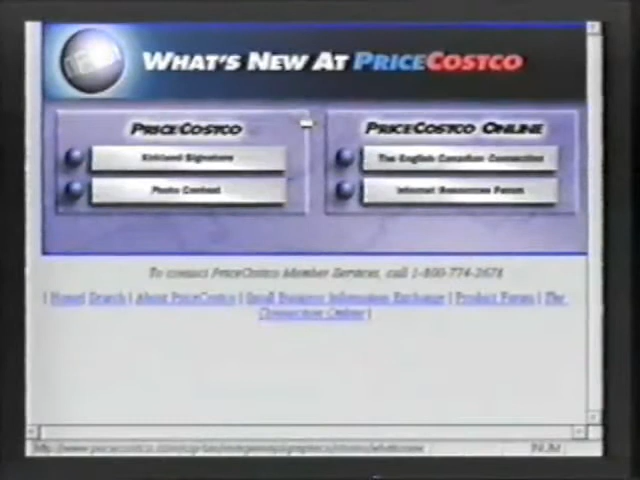 WHAT'S NEW AT PRICECOSTCO
PRICECOSTCO
Kirkland Signature
Photo Contest
PRICECOSTCO ONLINE
The English Canadian Connection
Internet Resources Forum
To contact PriceCostco Member Services, call 1-800-774-2678
| Home| Search | About PriceCostco | Small Business Information Exchange | Product Forum | The
Connection Online |
NUM